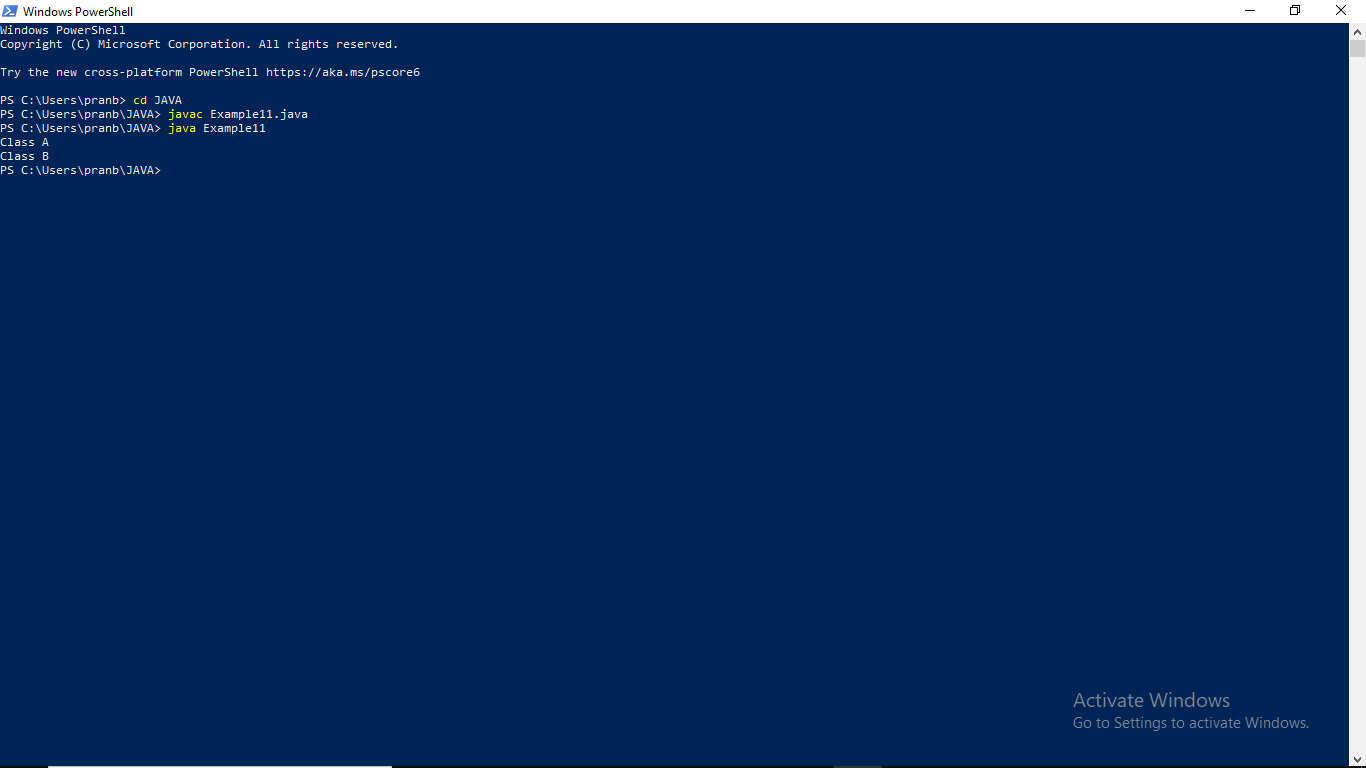 Windows PowerShell
Windows PowerShell
Copyright (C) Microsoft Corporation. All rights reserved.
Try the new cross-platform PowerShell https://aka.ms/pscore6
PS C:\Users\pranb> cd JAVA
PS C:\Users\pranb\JAVA> javac Example11.java
PS C:\Users\pranb\JAVA> java Example11
Class A
Class B
PS C:\Users\pranb\JAVA>
Activate Windows
Go to Settings to activate Windows.